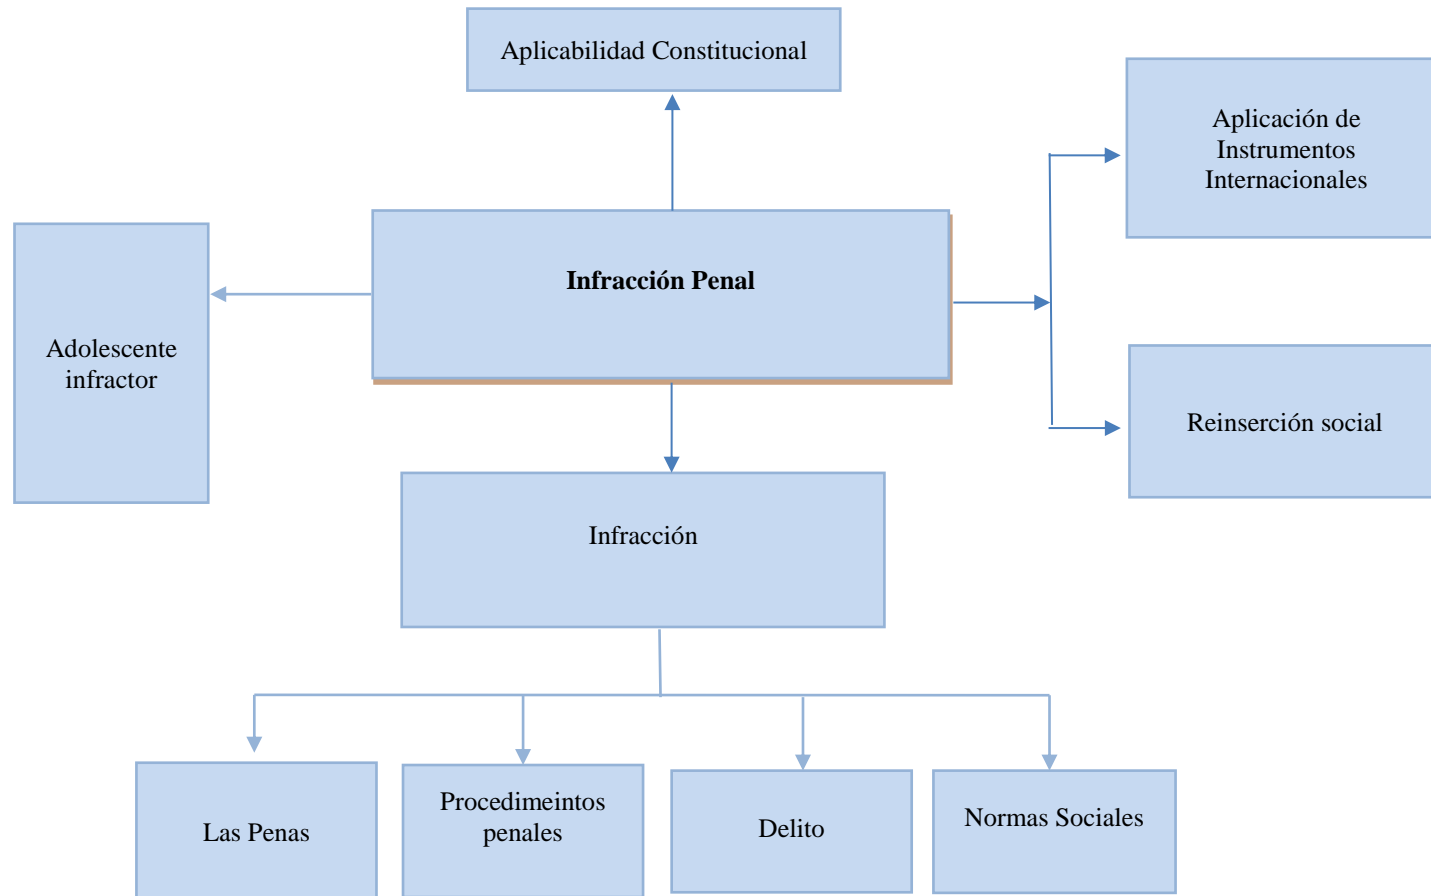 Aplicabilidad Constitucional
Aplicación de
Instrumentos
Internacionales
Infracción Penal
Adolescente
infractor
Reinserción social
Infracción
Las Penas
Procedimeintos
penales
Delito
Normas Sociales